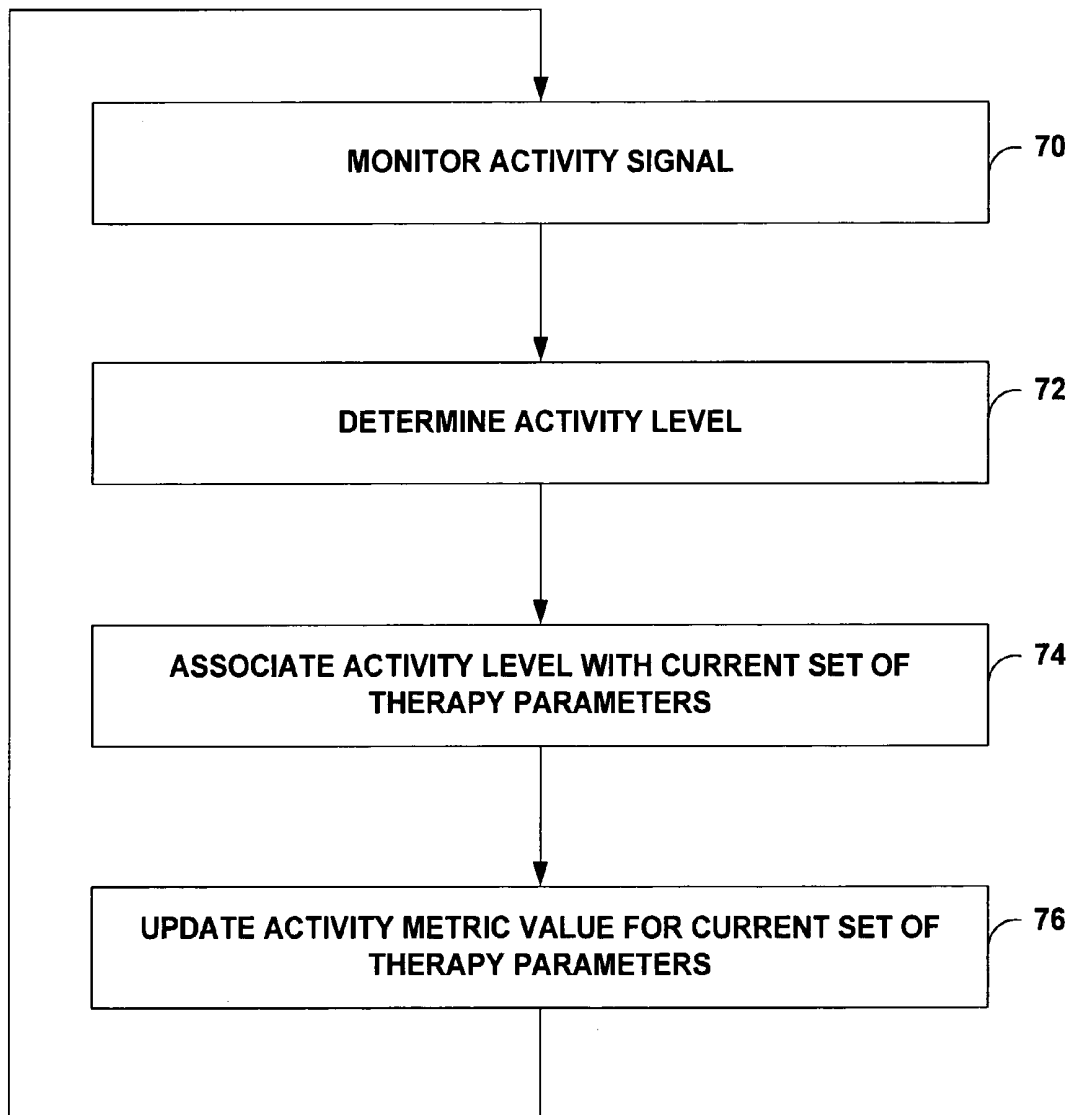 MONITOR ACTIVITY SIGNAL
70
DETERMINE ACTIVITY LEVEL
72
ASSOCIATE ACTIVITY LEVEL WITH CURRENT SET OF
THERAPY PARAMETERS
74
UPDATE ACTIVITY METRIC VALUE FOR CURRENT SET OF
THERAPY PARAMETERS
76